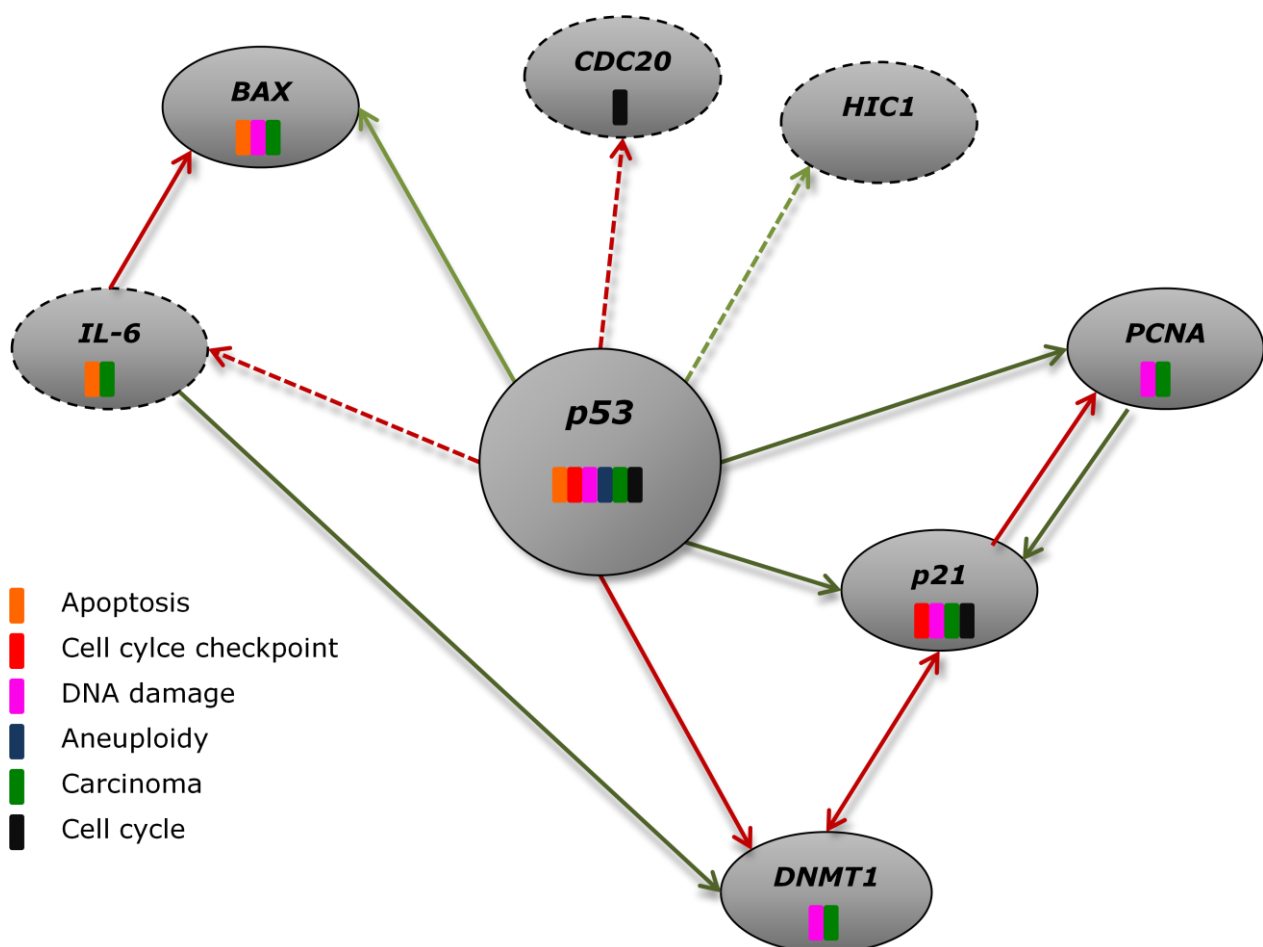 CDC20
BAX
HIC1
IL-6
PCNA
p53
p21
DNMT1
Apoptosis
Cell cylce checkpoint
DNA damage
Aneuploidy
Carcinoma
Cell cycle